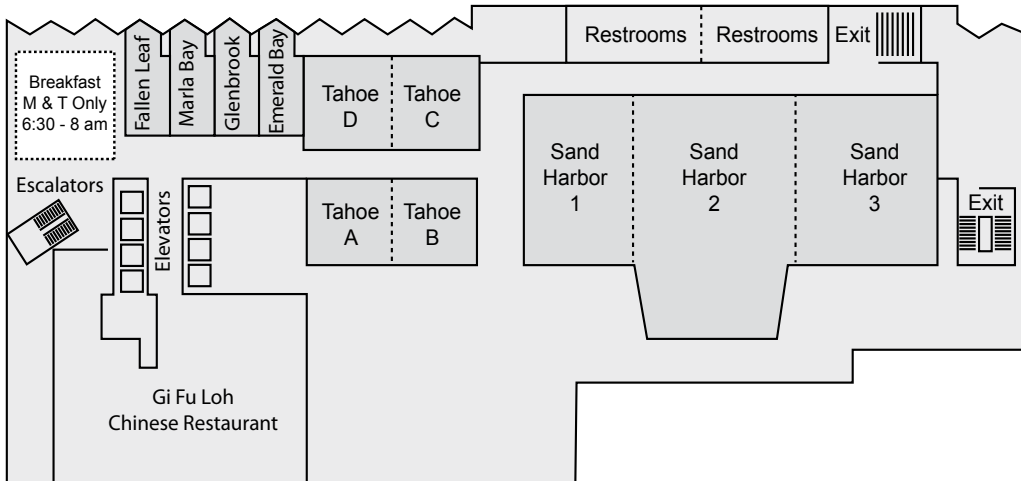 Restrooms
Restrooms
Exit
Breakfast
M & T Only
6:30 - 8 am
Fallen Leaf
Marla Bay
Glenbrook
Emerald Bay
Tahoe
D
Tahoe
C
Sand
Harbor
1
Sand
Harbor
2
Sand
Harbor
3
Escalators
Elevators
Tahoe
A
Tahoe
B
Exit
Gi Fu Loh
Chinese Restaurant